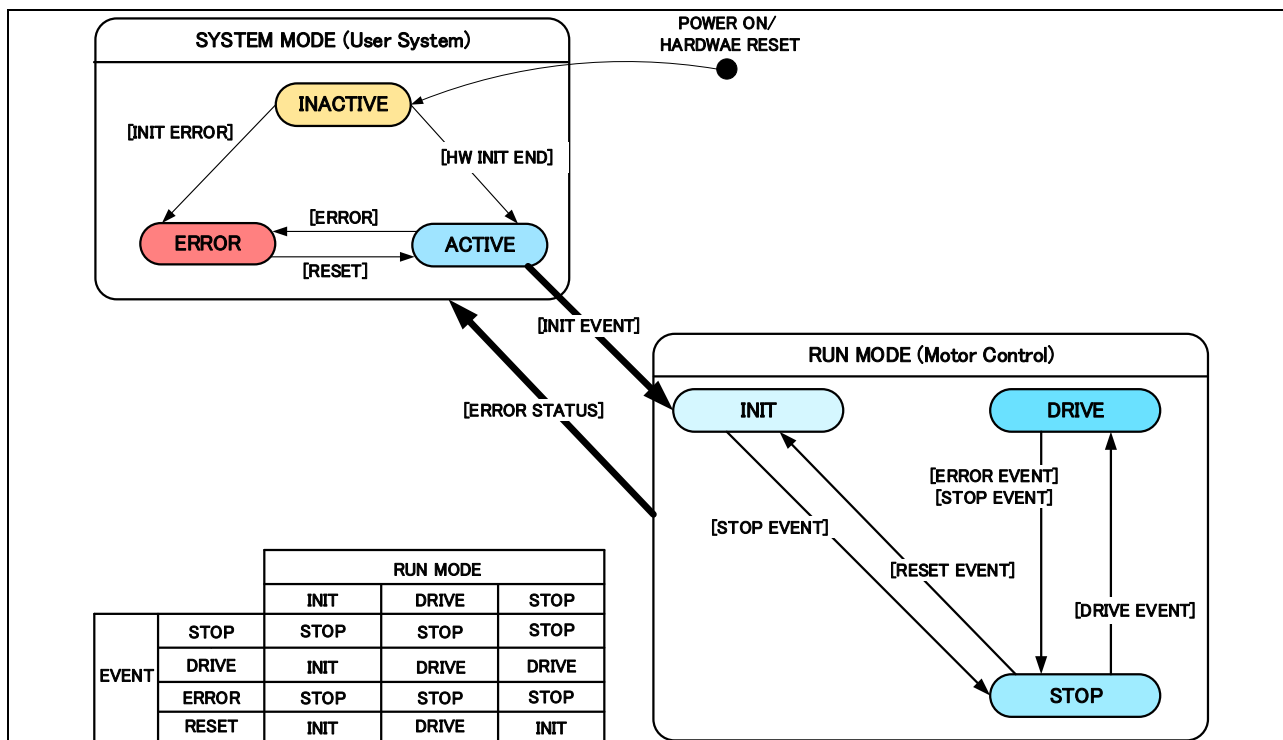 POWER ON/
HARDWAE RESET
SYSTEM MODE (User System)
INACTIVE
[INIT ERROR]
[HW INIT END]
[ERROR]
ERROR
ACTIVE
[RESET]
[INIT EVENT]
[ERROR STATUS]
RUN MODE (Motor Control)
INIT
DRIVE
[ERROR EVENT]
[STOP EVENT]
[STOP EVENT]
[RESET EVENT]
[DRIVE EVENT]
STOP
RUN MODE
INIT DRIVE STOP
EVENT
STOP STOP STOP STOP
DRIVE INIT DRIVE DRIVE
ERROR STOP STOP STOP
RESET INIT DRIVE INIT